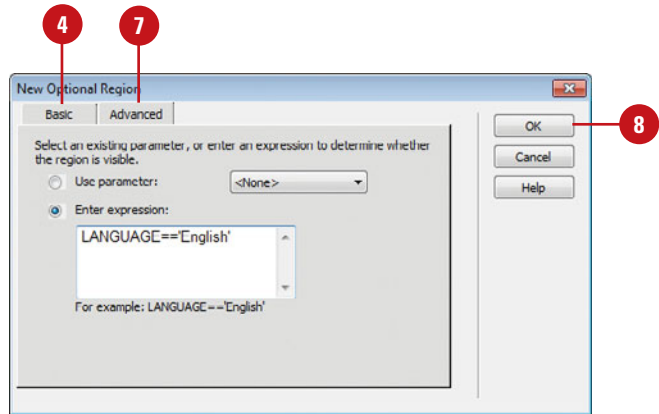 4 7
New Optional Region
Basic Advanced
OK 8
Select an existing parameter, or enter an expression to determine whether
the region is visible.
Cancel
Use parameter: <None>
Help
Enter expression:
LANGUAGE=='English'
For example: LANGUAGE=='English'